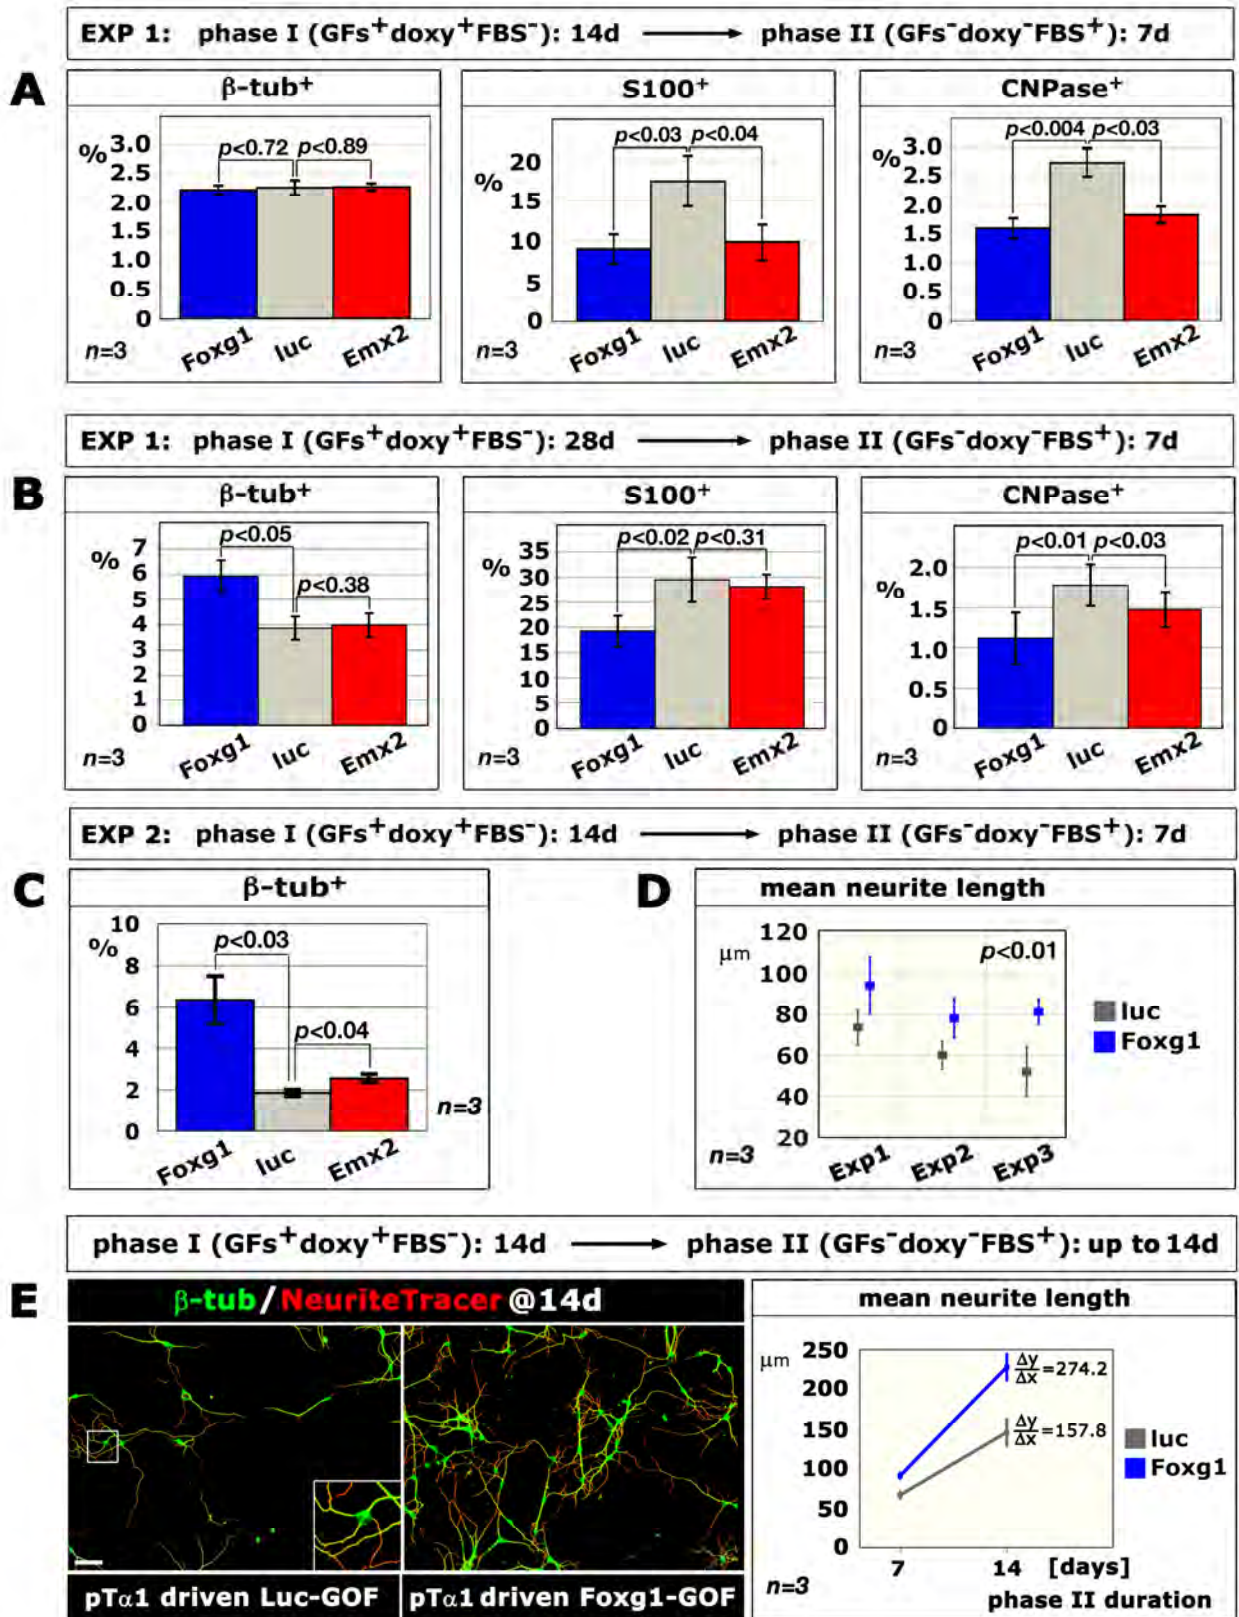 EXP 1: phase I (GFs⁺doxy⁺FBS⁻): 14d → phase II (GFs⁻doxy⁻FBS⁺): 7d
A
β-tub⁺
%
3.0
2.5
2.0
1.5
1.0
0.5
0
p<0.72 p<0.89
n=3
Foxg1 luc Emx2
S100⁺
%
20
15
10
5
0
p<0.03 p<0.04
n=3
Foxg1 luc Emx2
CNPase⁺
%
3.0
2.5
2.0
1.5
1.0
0.5
0
p<0.004 p<0.03
n=3
Foxg1 luc Emx2
EXP 1: phase I (GFs⁺doxy⁺FBS⁻): 28d → phase II (GFs⁻doxy⁻FBS⁺): 7d
B
β-tub⁺
%
7
6
5
4
3
2
1
0
p<0.05
p<0.38
n=3
Foxg1 luc Emx2
S100⁺
%
35
30
25
20
15
10
5
0
p<0.02 p<0.31
n=3
Foxg1 luc Emx2
CNPase⁺
%
2.0
1.5
1.0
0.5
0
p<0.01 p<0.03
n=3
Foxg1 luc Emx2
EXP 2: phase I (GFs⁺doxy⁺FBS⁻): 14d → phase II (GFs⁻doxy⁻FBS⁺): 7d
C
β-tub⁺
%
10
8
6
4
2
0
p<0.03
p<0.04
n=3
Foxg1 luc Emx2
D
mean neurite length
μm
120
100
80
60
40
20
p<0.01
luc
Foxg1
n=3
Exp1 Exp2 Exp3
phase I (GFs⁺doxy⁺FBS⁻): 14d → phase II (GFs⁻doxy⁻FBS⁺): up to 14d
E
β-tub/NeuriteTracer @14d
pTα1 driven Luc-GOF
pTα1 driven Foxg1-GOF
mean neurite length
μm
250
200
150
100
50
0
Δy/Δx=274.2
Δy/Δx=157.8
luc
Foxg1
7 14 [days]
n=3
phase II duration